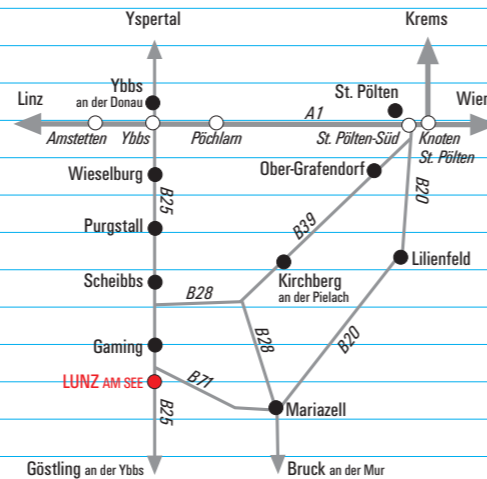 Yspertal
Krems
Ybbs
an der Donau
Linz
St. Pölten
Wien
A1
Amstetten
Ybbs
Pöchlarn
St. Pölten-Süd
Knoten
St. Pölten
Wieselburg
Ober-Grafendorf
B25
B20
Purgstall
B39
Scheibbs
Kirchberg
an der Pielach
Lilienfeld
B28
B28
B20
Gaming
LUNZ AM SEE
B71
B25
Mariazell
Göstling an der Ybbs
Bruck an der Mur